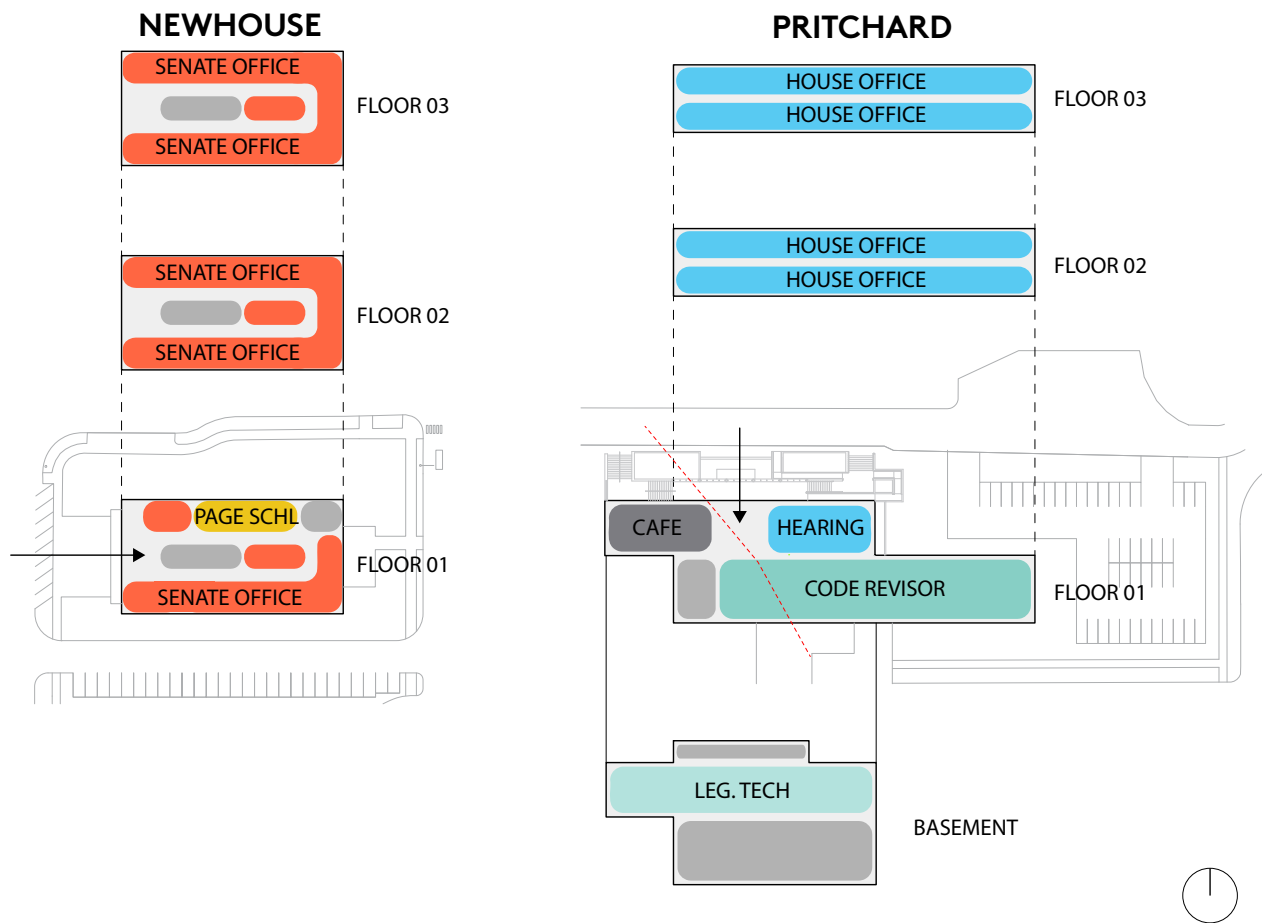 NEWHOUSE
SENATE OFFICE
FLOOR 03
SENATE OFFICE
SENATE OFFICE
FLOOR 02
SENATE OFFICE
PAGE SCHL
FLOOR 01
SENATE OFFICE
PRITCHARD
HOUSE OFFICE
FLOOR 03
HOUSE OFFICE
HOUSE OFFICE
FLOOR 02
HOUSE OFFICE
CAFE
HEARING
CODE REVISOR
FLOOR 01
LEG. TECH
BASEMENT